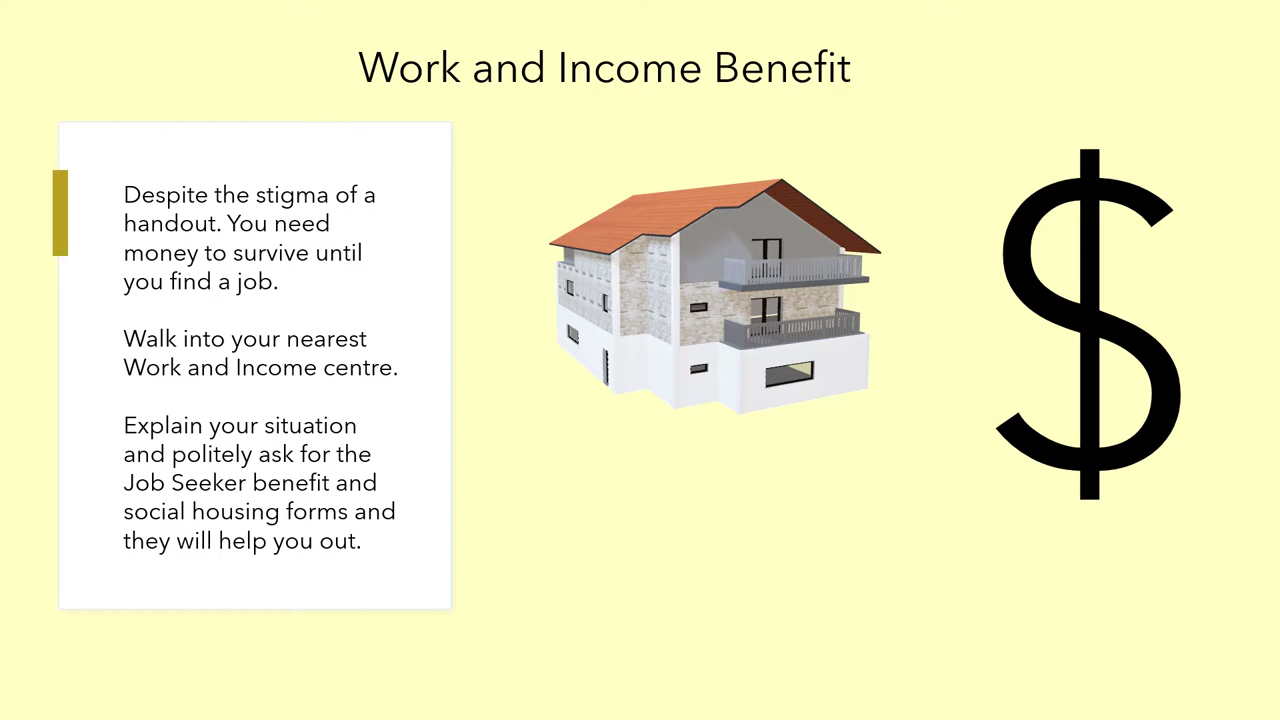 Work and Income Benefit
Despite the stigma of a
handout. You need
money to survive until
you find a job.
Walk into your nearest
Work and Income centre.
Explain your situation
and politely ask for the
Job Seeker benefit and
social housing forms and
they will help you out.
$